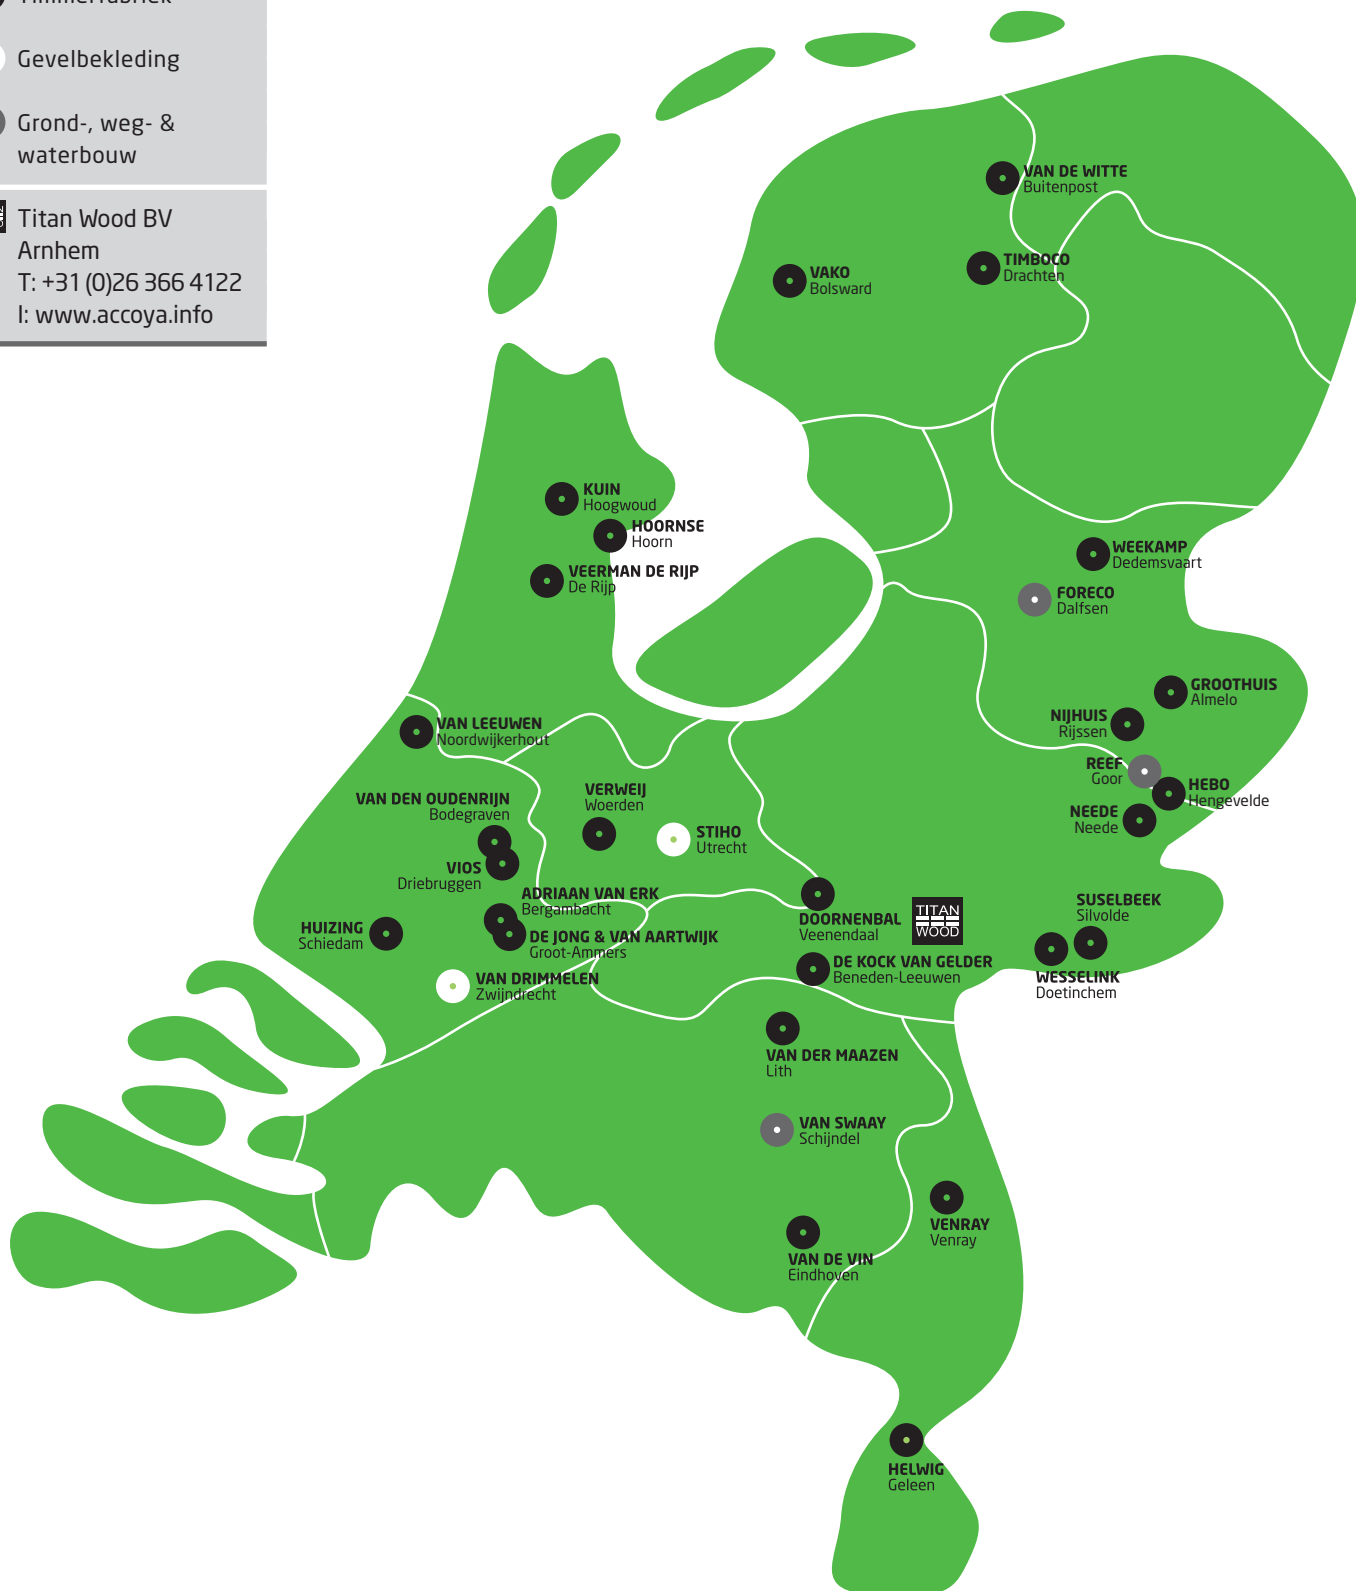 Gevelbekleding
Grond-, weg- &
waterbouw
Titan Wood BV
Arnhem
T: +31 (0)26 366 4122
I: www.accoya.info
VAN DE WITTE
Buitenpost
TIMBOCO
Drachten
VAKO
Bolsward
KUIN
Hoogwoud
HOORNSE
Hoorn
VEERMAN DE RIJP
De Rijp
WEEKAMP
Dedemsvaart
FORECO
Dalfsen
GROOTHUIS
Almelo
NIJHUIS
Rijssen
VAN LEEUWEN
Noordwijkerhout
REEF
Goor
HEBO
Hengevelde
VAN DEN OUDENRIJN
Bodegraven
VERWEIJ
Woerden
NEEDE
Neede
STIHO
Utrecht
VIOS
Driebruggen
ADRIAAN VAN ERK
Bergambacht
SUSELBEEK
Silvolde
TITAN
WOOD
DOORNENBAL
Veenendaal
HUIZING
Schiedam
DE JONG & VAN AARTWIJK
Groot-Ammers
DE KOCK VAN GELDER
Beneden-Leeuwen
WESSELINK
Doetinchem
VAN DRIMMELEN
Zwijndrecht
VAN DER MAAZEN
Lith
VAN SWAAY
Schijndel
VENRAY
Venray
VAN DE VIN
Eindhoven
HELWIG
Geleen